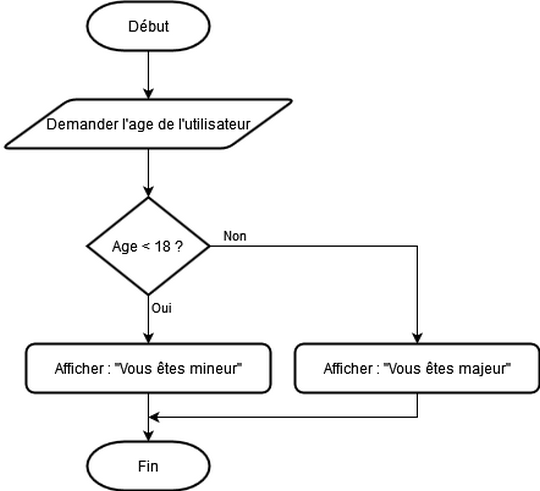 Début
Demander l'age de l'utilisateur
Age < 18 ?
Non
Oui
Afficher : "Vous êtes mineur"
Afficher : "Vous êtes majeur"
Fin